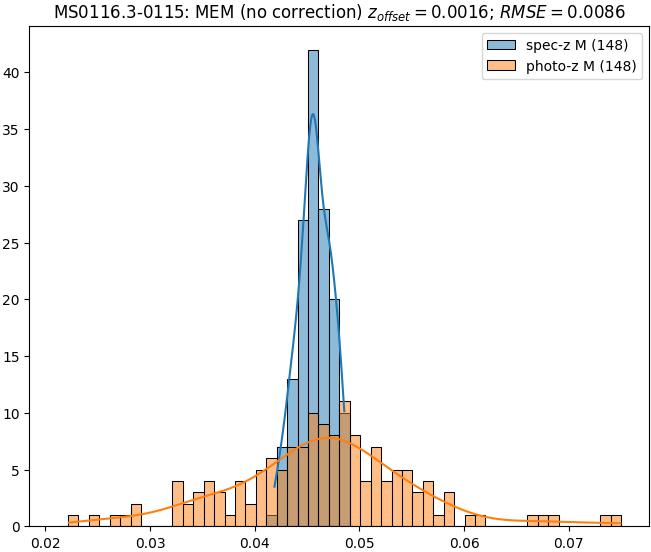 MS0116.3-0115: MEM (no correction) z_offset = 0.0016; RMSE = 0.0086
spec-z M (148)
photo-z M (148)
40
35
30
25
20
15
10
5
0
0.02 0.03 0.04 0.05 0.06 0.07